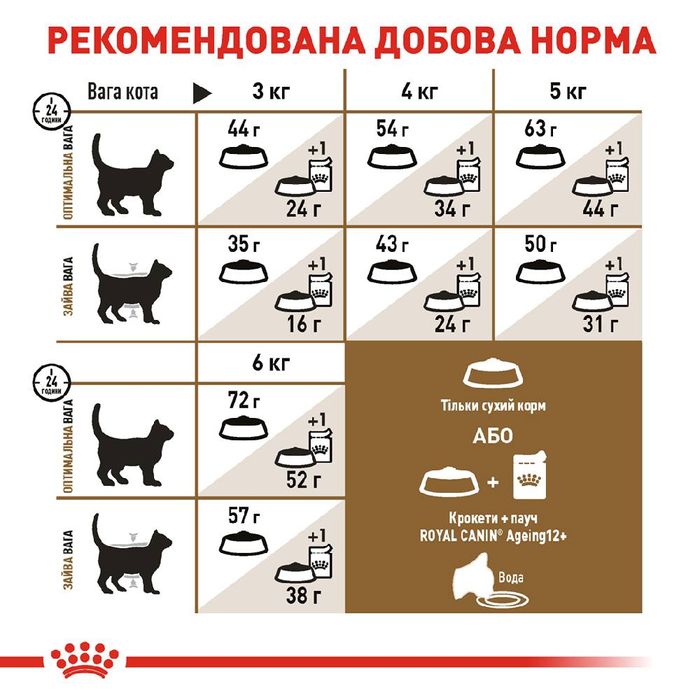 РЕКОМЕНДОВАНА ДОБОВА НОРМА
24 години
Вага кота 3 кг 4 кг 5 кг
ОПТИМАЛЬНА ВАГА
44 г 54 г 63 г
+1 +1 +1
24 г 34 г 44 г
ЗАЙВА ВАГА
35 г 43 г 50 г
+1 +1 +1
16 г 24 г 31 г
24 години
6 кг
ОПТИМАЛЬНА ВАГА
72 г
+1
52 г
ЗАЙВА ВАГА
57 г
+1
38 г
Тільки сухий корм
АБО
+
Крокети + пауч
ROYAL CANIN® Ageing12+
Вода